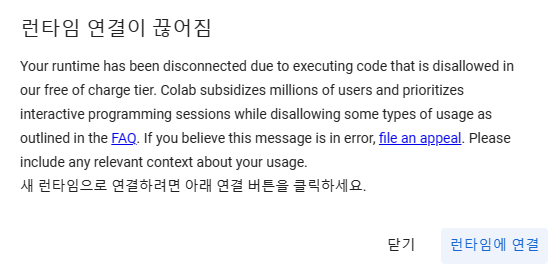 런타임 연결이 끊어짐
Your runtime has been disconnected due to executing code that is disallowed in
our free of charge tier. Colab subsidizes millions of users and prioritizes
interactive programming sessions while disallowing some types of usage as
outlined in the FAQ. If you believe this message is in error, file an appeal. Please
include any relevant context about your usage.
새 런타임으로 연결하려면 아래 연결 버튼을 클릭하세요.
닫기 런타임에 연결